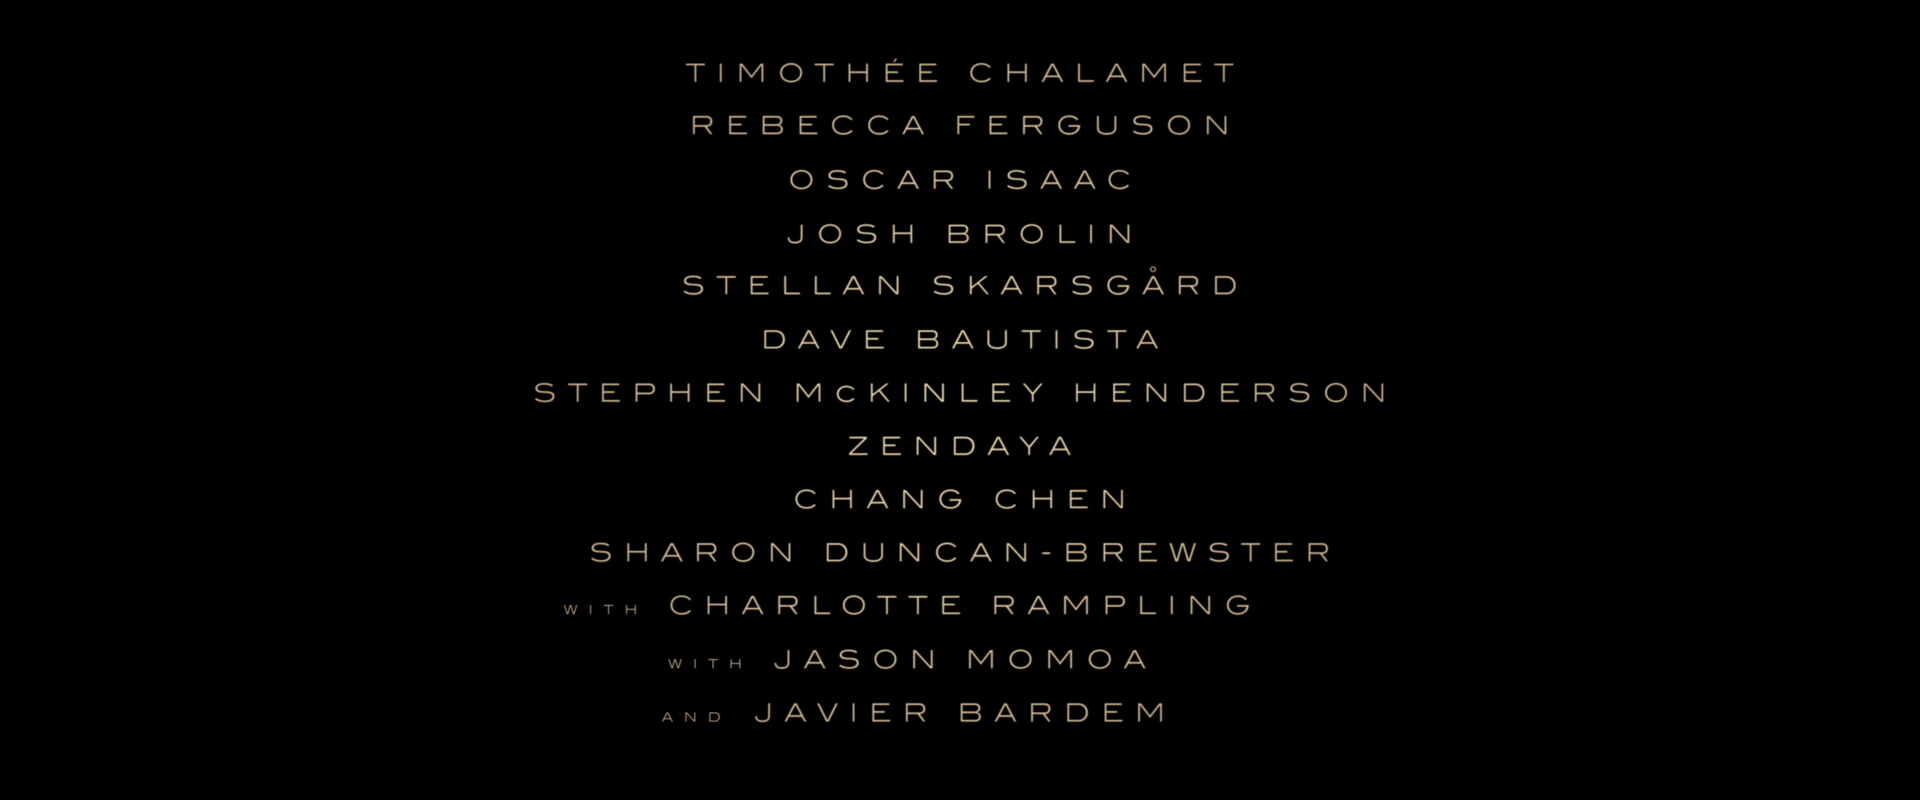 TIMOTHÉE CHALAMET
REBECCA FERGUSON
OSCAR ISAAC
JOSH BROLIN
STELLAN SKARSGÅRD
DAVE BAUTISTA
STEPHEN McKINLEY HENDERSON
ZENDAYA
CHANG CHEN
SHARON DUNCAN-BREWSTER
WITH CHARLOTTE RAMPLING
WITH JASON MOMOA
AND JAVIER BARDEM